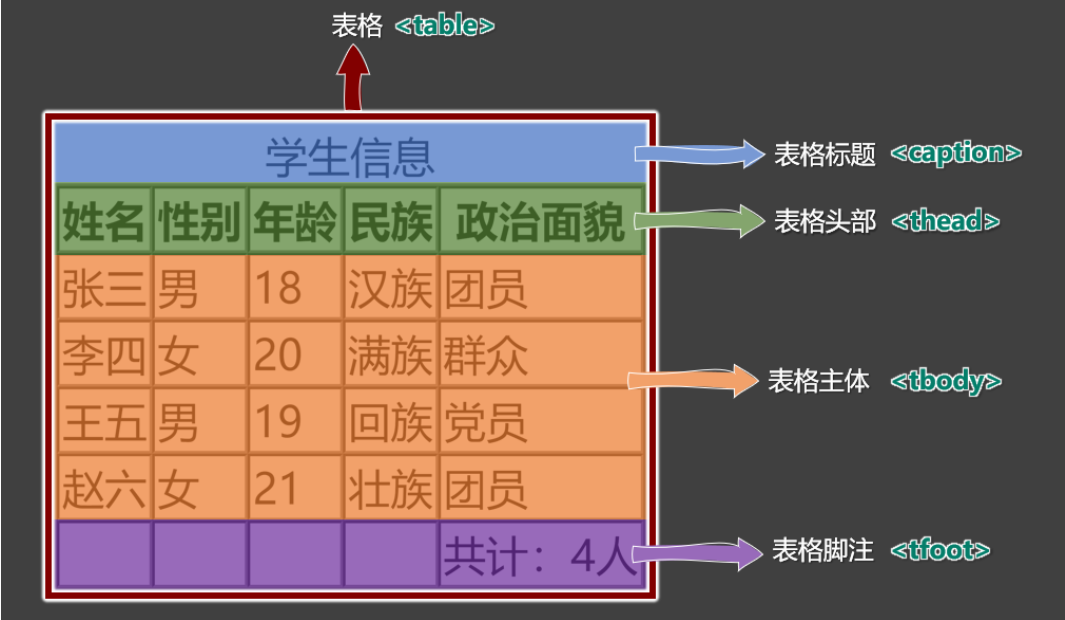 表格 <table>
学生信息 表格标题 <caption>
姓名 性别 年龄 民族 政治面貌 表格头部 <thead>
张三 男 18 汉族 团员
李四 女 20 满族 群众
表格主体 <tbody>
王五 男 19 回族 党员
赵六 女 21 壮族 团员
共计：4人 表格脚注 <tfoot>